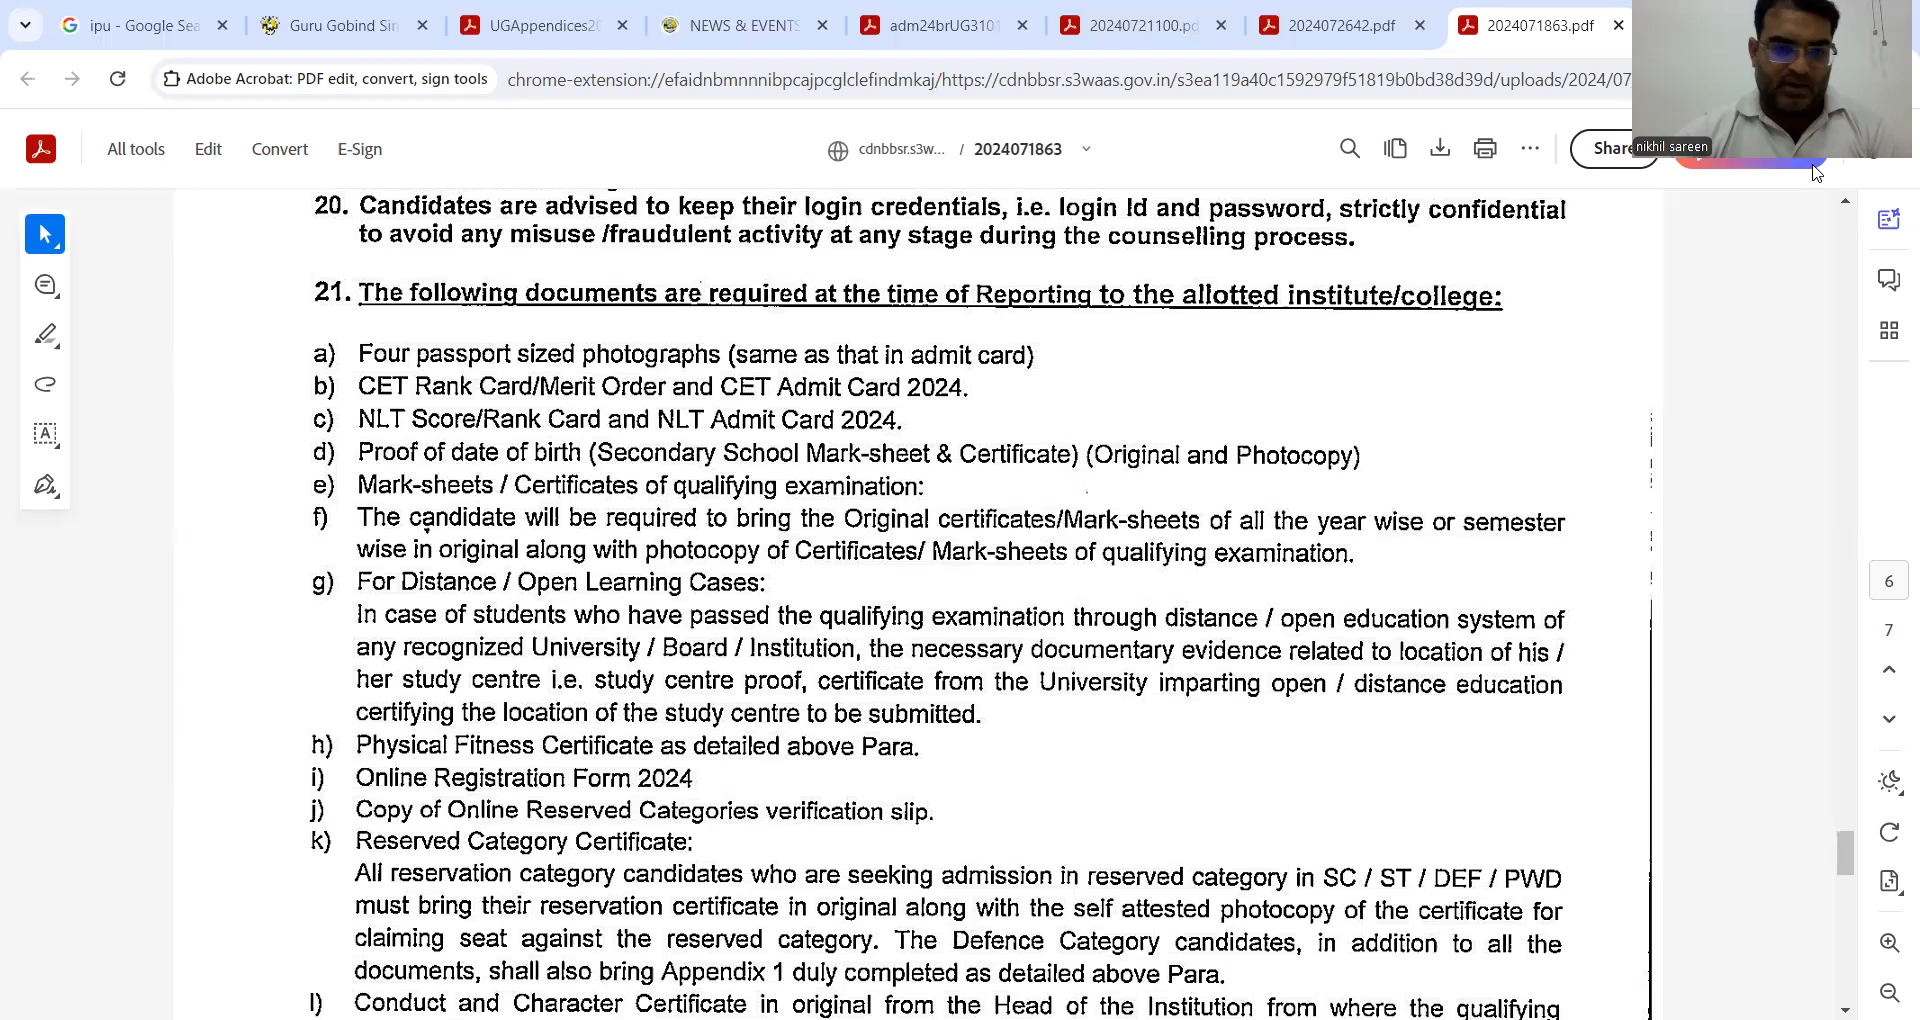 ipu - Google Sea
Guru Gobind Sin
UGAppendices20
NEWS & EVENTS
adm24brUG3101
20240721100.pd
2024072642.pdf
2024071863.pdf
Adobe Acrobat: PDF edit, convert, sign tools
chrome-extension://efaidnbmnnnibpcajpcglclefindmkaj/https://cdnbbsr.s3waas.gov.in/s3ea119a40c1592979f51819b0bd38d39d/uploads/2024/07
All tools
Edit
Convert
E-Sign
cdnbbsr.s3w... / 2024071863
Share
nikhil sareen
20. Candidates are advised to keep their login credentials, i.e. login Id and password, strictly confidential
to avoid any misuse /fraudulent activity at any stage during the counselling process.
21. The following documents are required at the time of Reporting to the allotted institute/college:
a) Four passport sized photographs (same as that in admit card)
b) CET Rank Card/Merit Order and CET Admit Card 2024.
c) NLT Score/Rank Card and NLT Admit Card 2024.
d) Proof of date of birth (Secondary School Mark-sheet & Certificate) (Original and Photocopy)
e) Mark-sheets / Certificates of qualifying examination:
f) The candidate will be required to bring the Original certificates/Mark-sheets of all the year wise or semester
wise in original along with photocopy of Certificates/ Mark-sheets of qualifying examination.
g) For Distance / Open Learning Cases:
In case of students who have passed the qualifying examination through distance / open education system of
any recognized University / Board / Institution, the necessary documentary evidence related to location of his /
her study centre i.e. study centre proof, certificate from the University imparting open / distance education
certifying the location of the study centre to be submitted.
h) Physical Fitness Certificate as detailed above Para.
i) Online Registration Form 2024
j) Copy of Online Reserved Categories verification slip.
k) Reserved Category Certificate:
All reservation category candidates who are seeking admission in reserved category in SC / ST / DEF / PWD
must bring their reservation certificate in original along with the self attested photocopy of the certificate for
claiming seat against the reserved category. The Defence Category candidates, in addition to all the
documents, shall also bring Appendix 1 duly completed as detailed above Para.
l) Conduct and Character Certificate in original from the Head of the Institution from where the qualifying
6
7